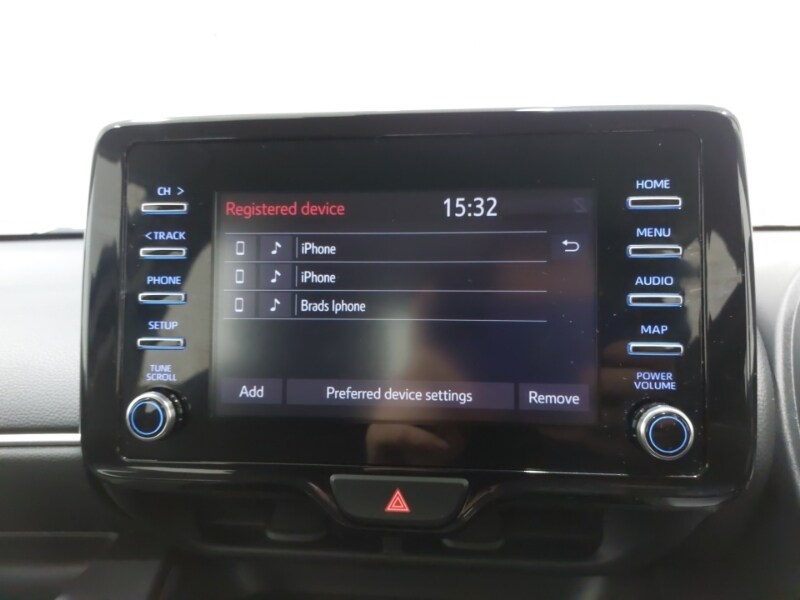 CH >
< TRACK
PHONE
SETUP
TUNE
SCROLL
Registered device 15:32
iPhone
iPhone
Brads Iphone
Add Preferred device settings Remove
HOME
MENU
AUDIO
MAP
POWER
VOLUME